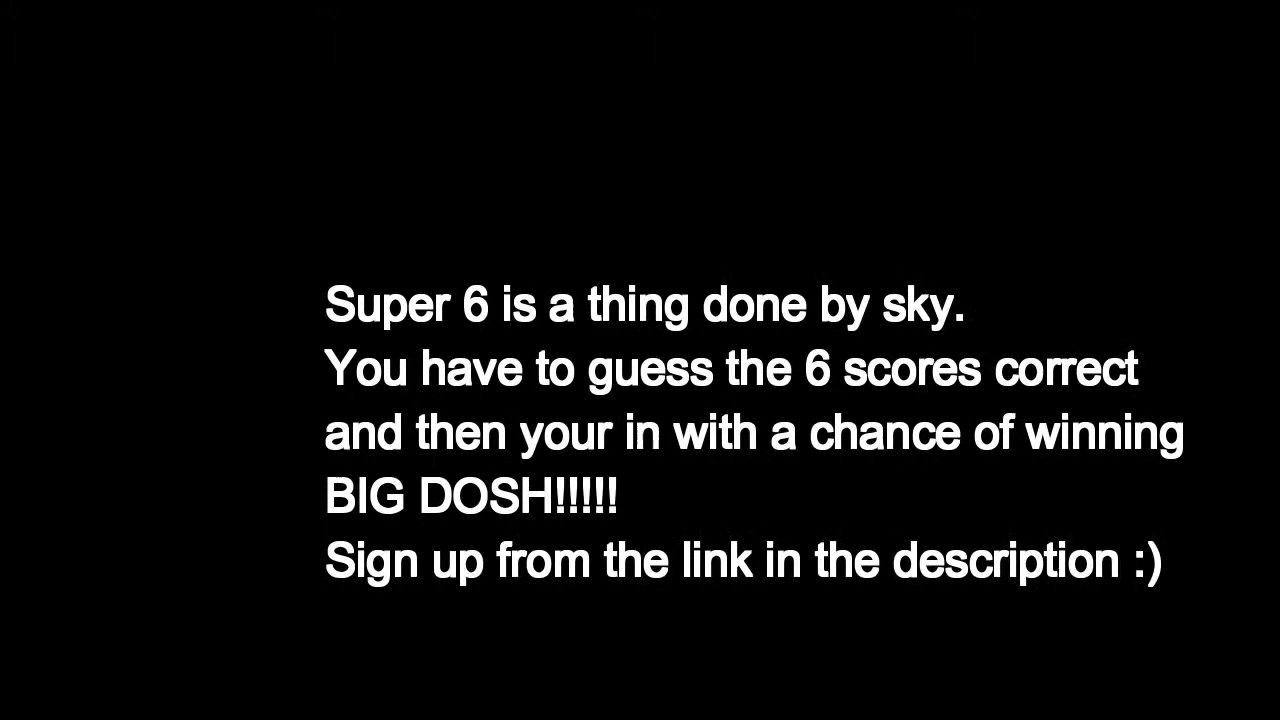 Super 6 is a thing done by sky.
You have to guess the 6 scores correct
and then your in with a chance of winning
BIG DOSH!!!!!
Sign up from the link in the description :)